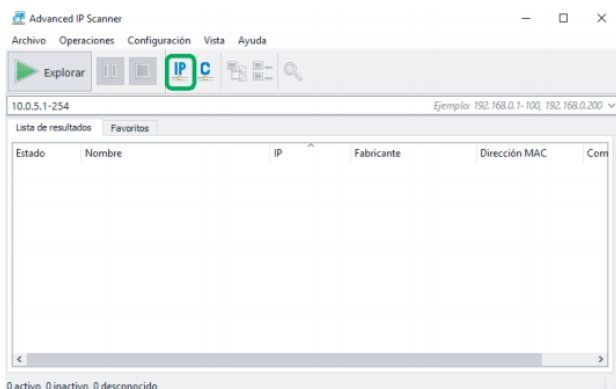 Advanced IP Scanner
Archivo Operaciones Configuración Vista Ayuda
Explorar IP C
10.0.5.1-254 Ejemplo: 192.168.0.1-100, 192.168.0.200
Lista de resultados Favoritos
Estado Nombre IP Fabricante Dirección MAC Com
0 activo, 0 inactivo, 0 desconocido